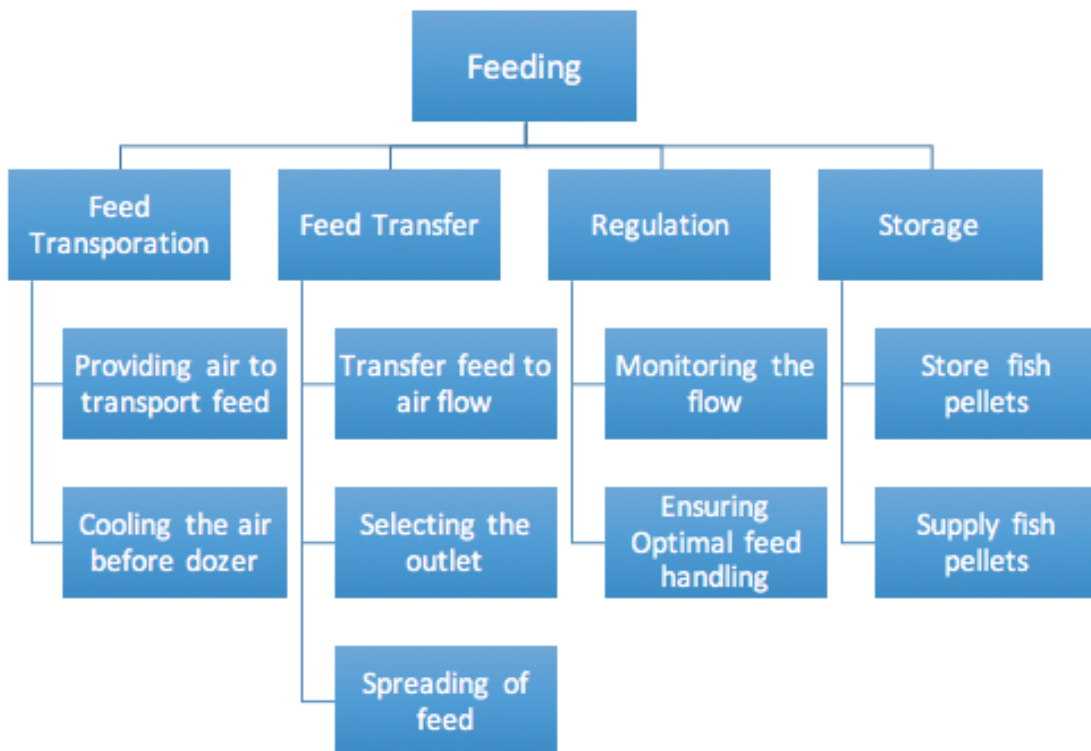 Feeding
Feed
Transporation
Feed Transfer
Regulation
Storage
Providing air to
transport feed
Transfer feed to
air flow
Monitoring the
flow
Store fish
pellets
Cooling the air
before dozer
Selecting the
outlet
Ensuring
Optimal feed
handling
Supply fish
pellets
Spreading of
feed